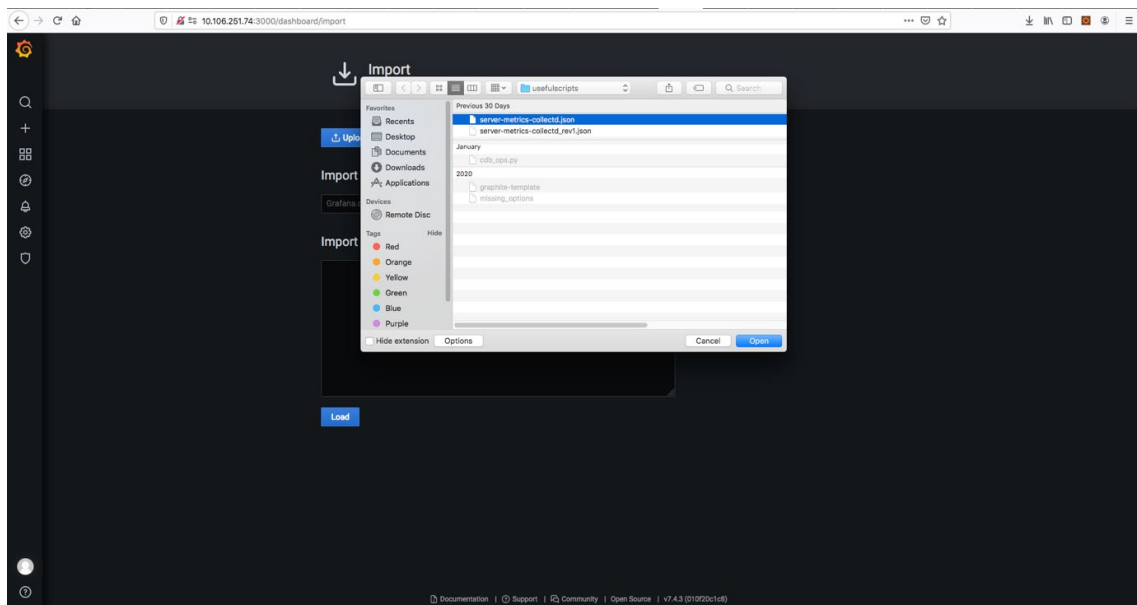 10.106.251.74:3000/dashboard/import
Import
usefulscripts
Search
Favorites
Recents
Desktop
Documents
Downloads
Applications
Devices
Remote Disc
Tags
Hide
Red
Orange
Yellow
Green
Blue
Purple
Previous 30 Days
server-metrics-collectd.json
server-metrics-collectd_rev1.json
January
cdb_ops.py
2020
graphite-template
missing_options
Hide extension
Options
Cancel
Open
Uplo
Import
Grafana.c
Import
Load
Documentation | Support | Community | Open Source | v7.4.3 (010f20c1c8)